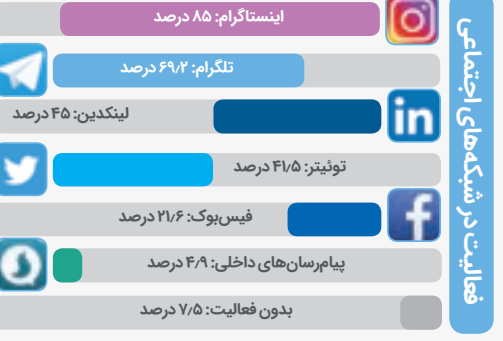 فعالیت در شبکه‌های اجتماعی
اینستاگرام: ۸۵ درصد
تلگرام: ۶۹٫۲ درصد
لینکدین: ۴۵ درصد
in
توئیتر: ۴۱٫۵ درصد
فیس‌بوک: ۲۱٫۶ درصد
f
پیام‌رسان‌های داخلی: ۴٫۹ درصد
بدون فعالیت: ۷٫۵ درصد